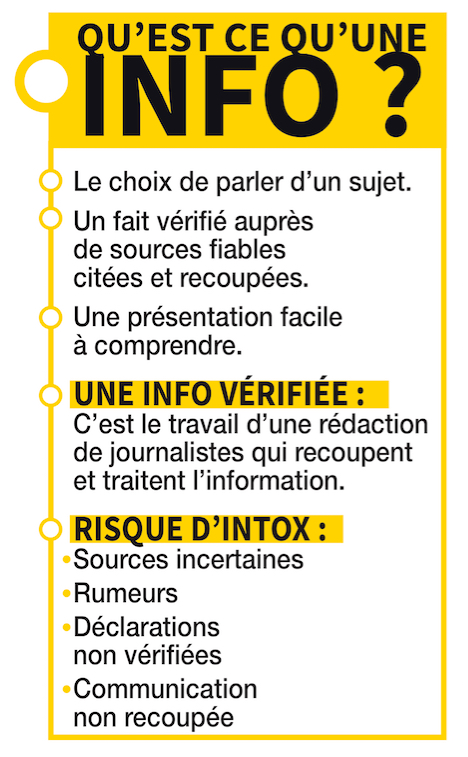 QU’EST CE QU’UNE
INFO ?
Le choix de parler d’un sujet.
Un fait vérifié auprès
de sources fiables
citées et recoupées.
Une présentation facile
à comprendre.
UNE INFO VÉRIFIÉE :
C’est le travail d’une rédaction
de journalistes qui recoupent
et traitent l’information.
RISQUE D’INTOX :
•Sources incertaines
•Rumeurs
•Déclarations
non vérifiées
•Communication
non recoupée